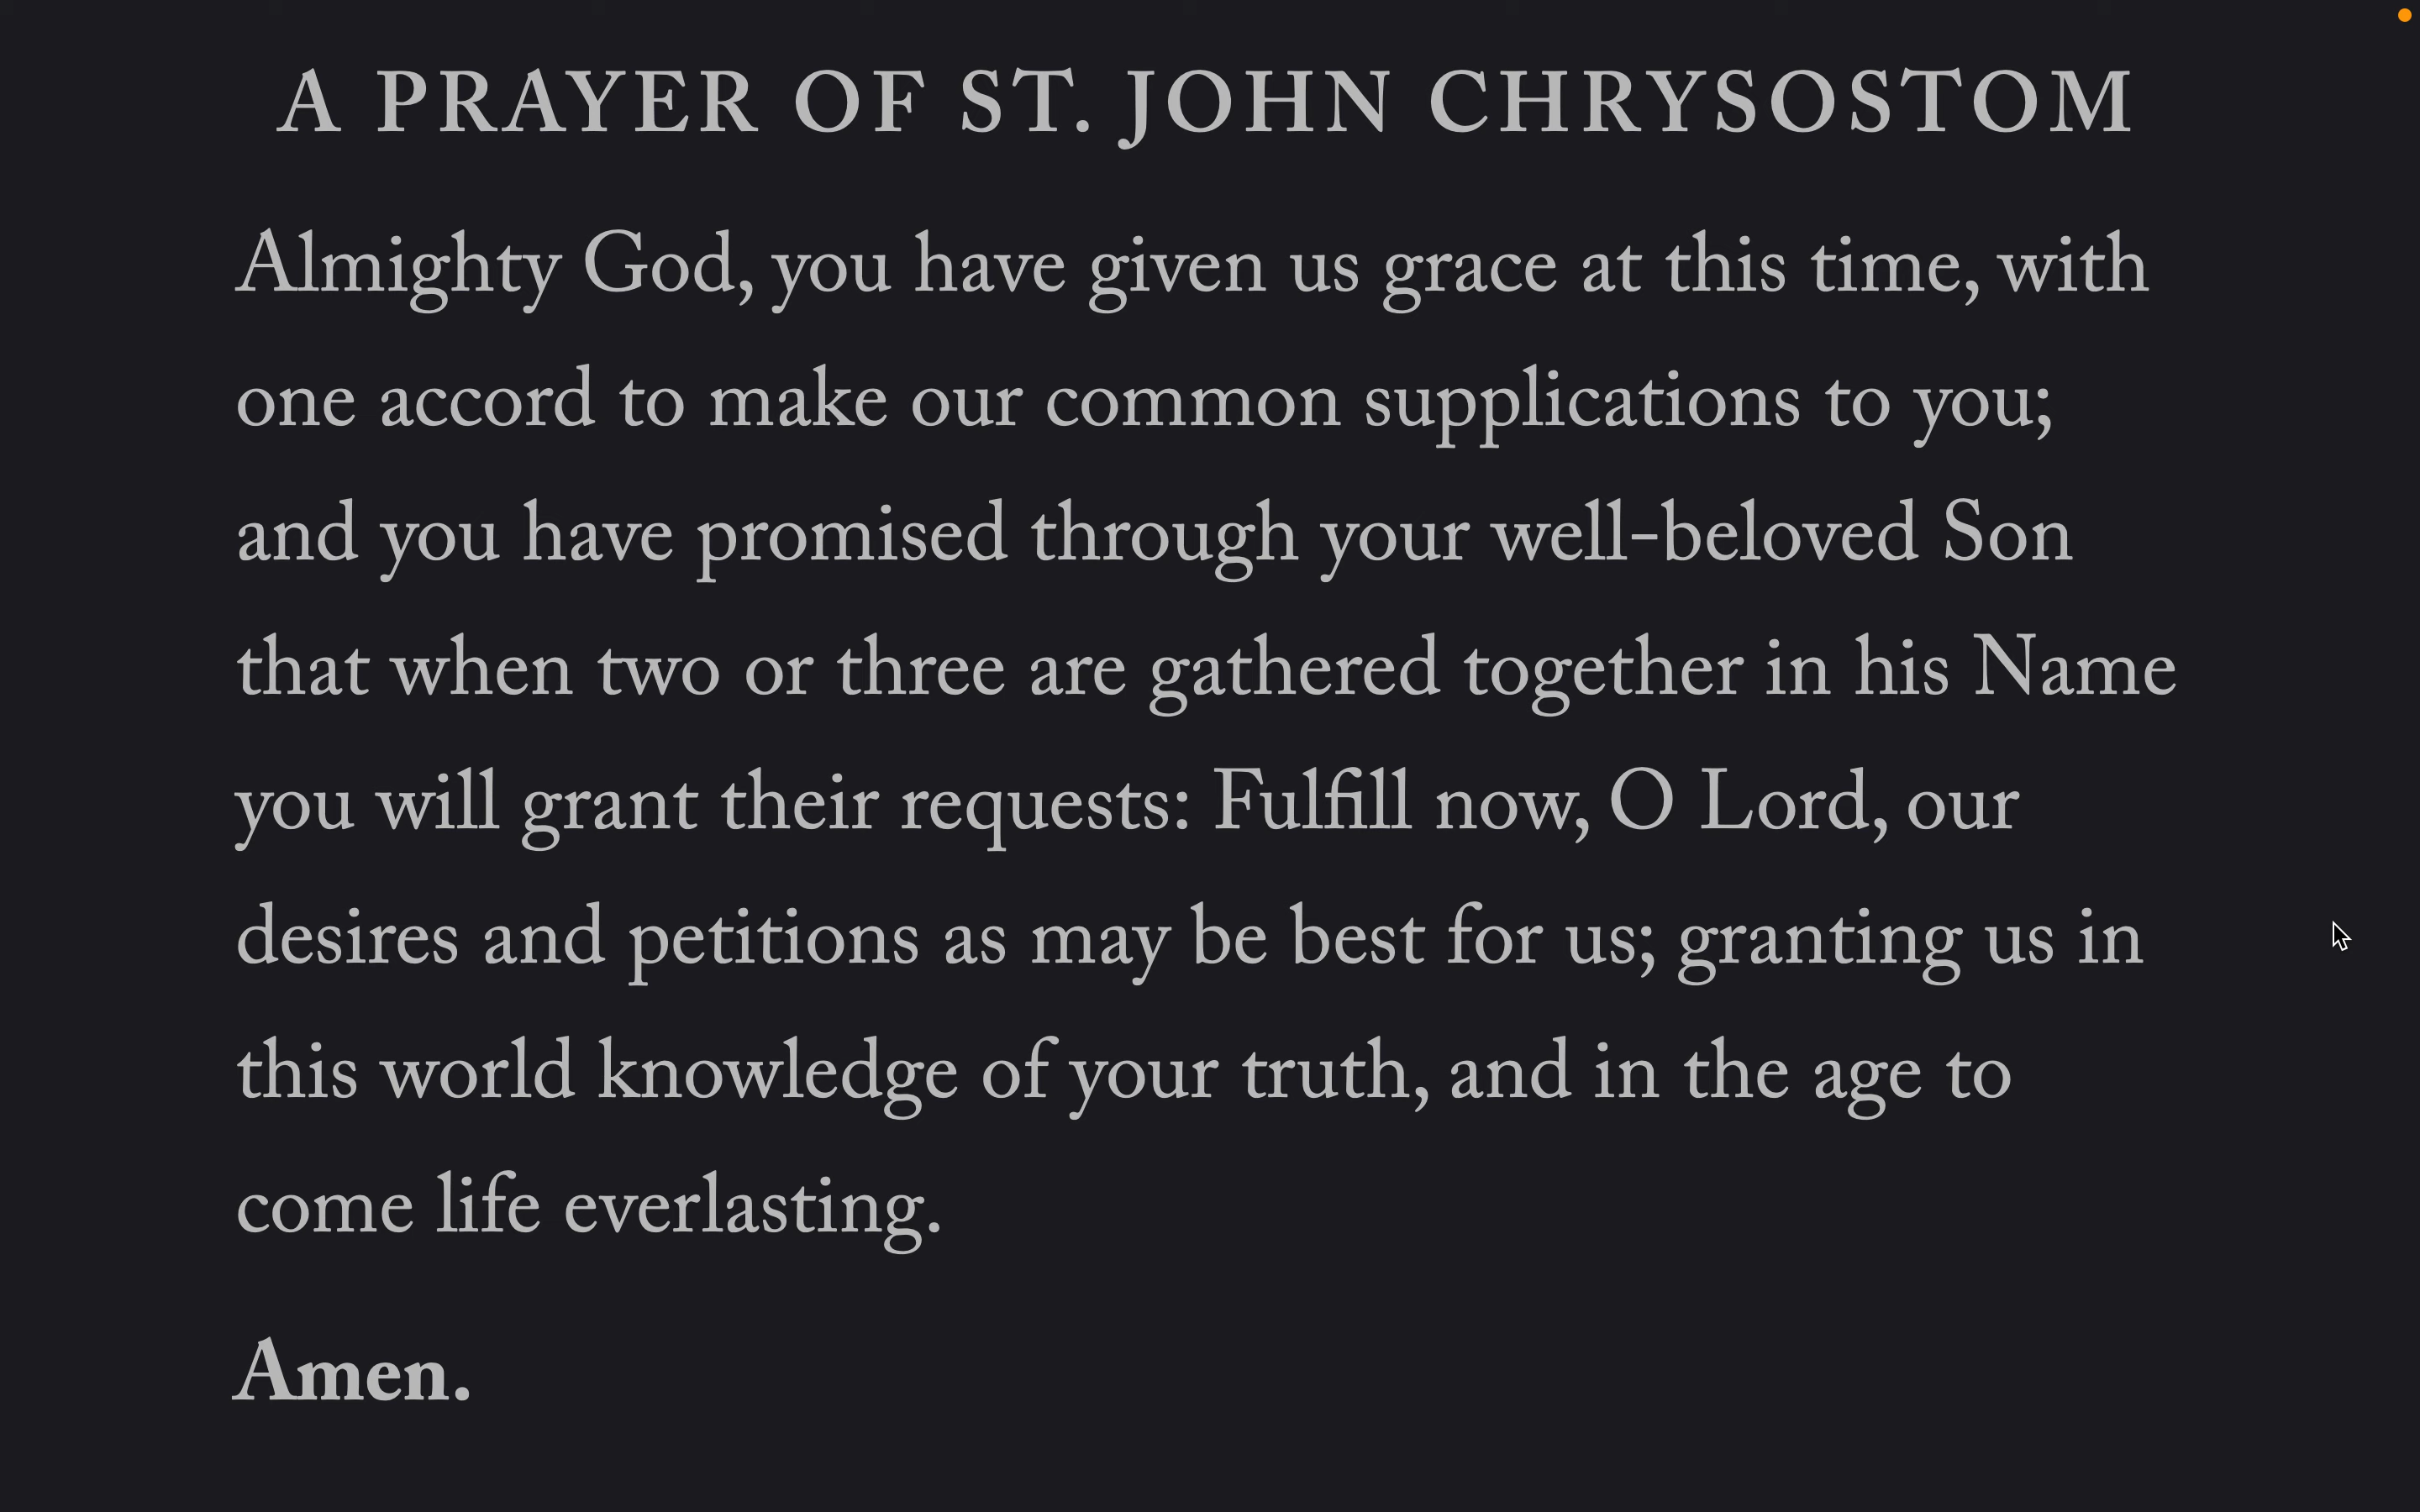 A PRAYER OF ST. JOHN CHRYSOSTOM
Almighty God, you have given us grace at this time, with
one accord to make our common supplications to you;
and you have promised through your well-beloved Son
that when two or three are gathered together in his Name
you will grant their requests: Fulfill now, O Lord, our
desires and petitions as may be best for us; granting us in
this world knowledge of your truth, and in the age to
come life everlasting.
Amen.